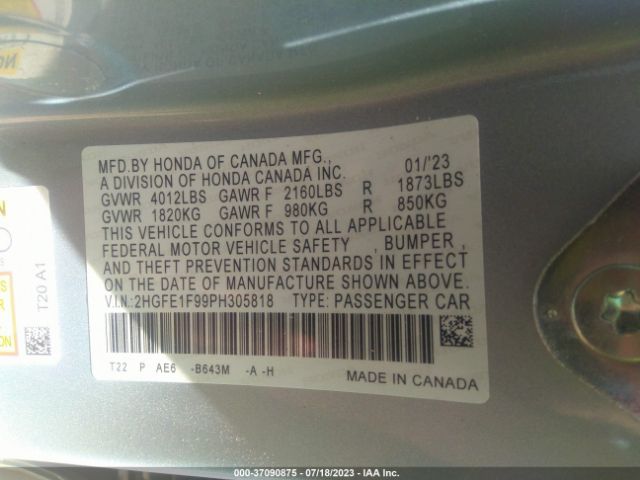 MFD.BY HONDA OF CANADA MFG., 01/'23
A DIVISION OF HONDA CANADA INC.
GVWR 4012LBS GAWR F 2160LBS R 1873LBS
GVWR 1820KG GAWR F 980KG R 850KG
THIS VEHICLE CONFORMS TO ALL APPLICABLE
FEDERAL MOTOR VEHICLE SAFETY , BUMPER ,
AND THEFT PREVENTION STANDARDS IN EFFECT
ON THE DATE OF MANUFACTURE SHOWN ABOVE.
V.I.N:2HGFE1F99PH305818 TYPE: PASSENGER CAR
T22 P AE6 -B643M -A -H
MADE IN CANADA
T20 A1
000-37090875 - 07/18/2023 - IAA Inc.